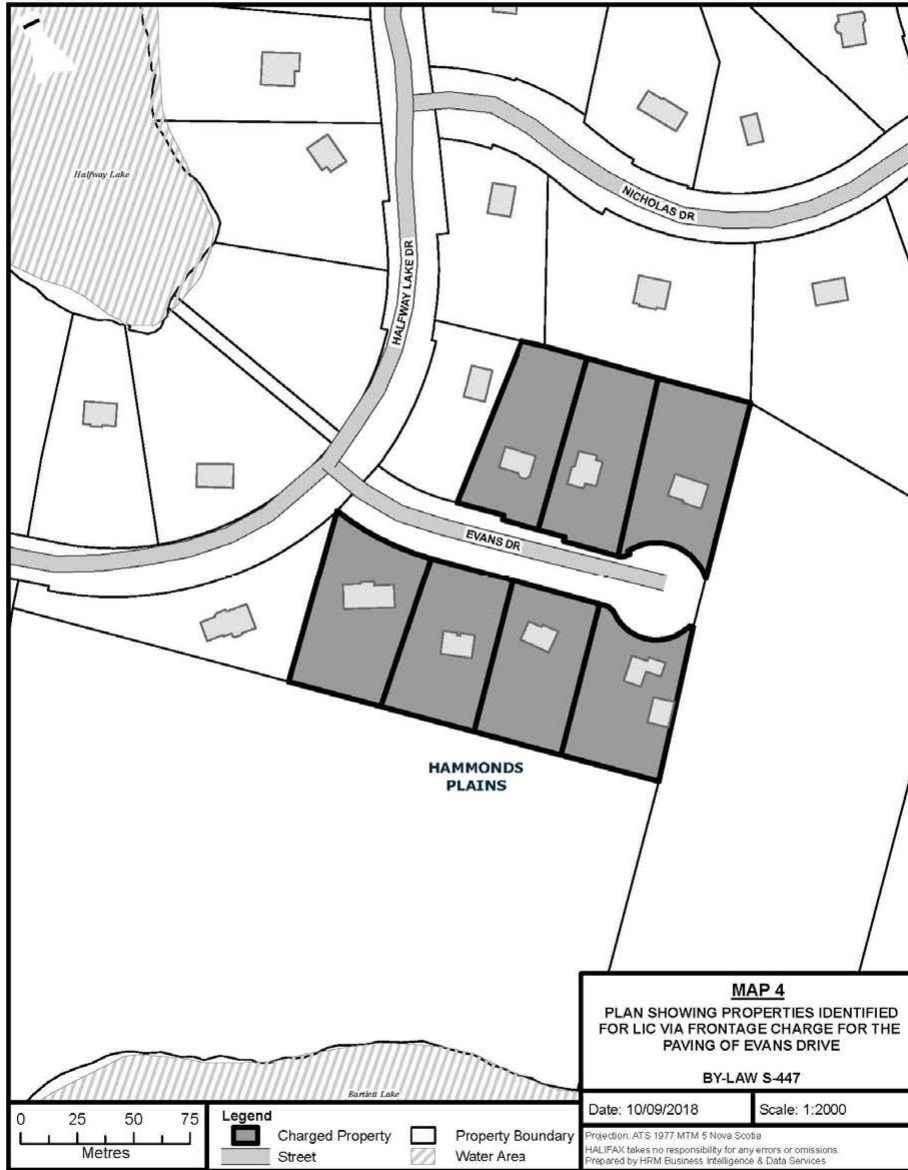 Halfway Lake
HALFWAY LAKE DR
NICHOLAS DR
EVANS DR
HAMMONDS
PLAINS
Bartlett Lake
MAP 4
PLAN SHOWING PROPERTIES IDENTIFIED
FOR LIC VIA FRONTAGE CHARGE FOR THE
PAVING OF EVANS DRIVE
BY-LAW S-447
Date: 10/09/2018
Scale: 1:2000
Projection: ATS 1977 MTM 5 Nova Scotia
HALIFAX takes no responsibility for any errors or omissions.
Prepared by HRM Business Intelligence & Data Services
0 25 50 75
Metres
Legend
Charged Property
Street
Property Boundary
Water Area